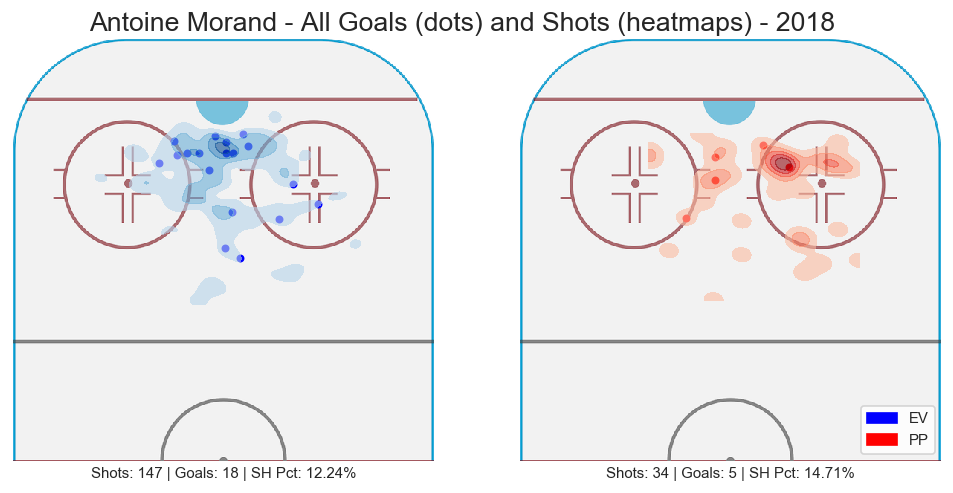 Antoine Morand - All Goals (dots) and Shots (heatmaps) - 2018
EV
PP
Shots: 147 | Goals: 18 | SH Pct: 12.24%
Shots: 34 | Goals: 5 | SH Pct: 14.71%